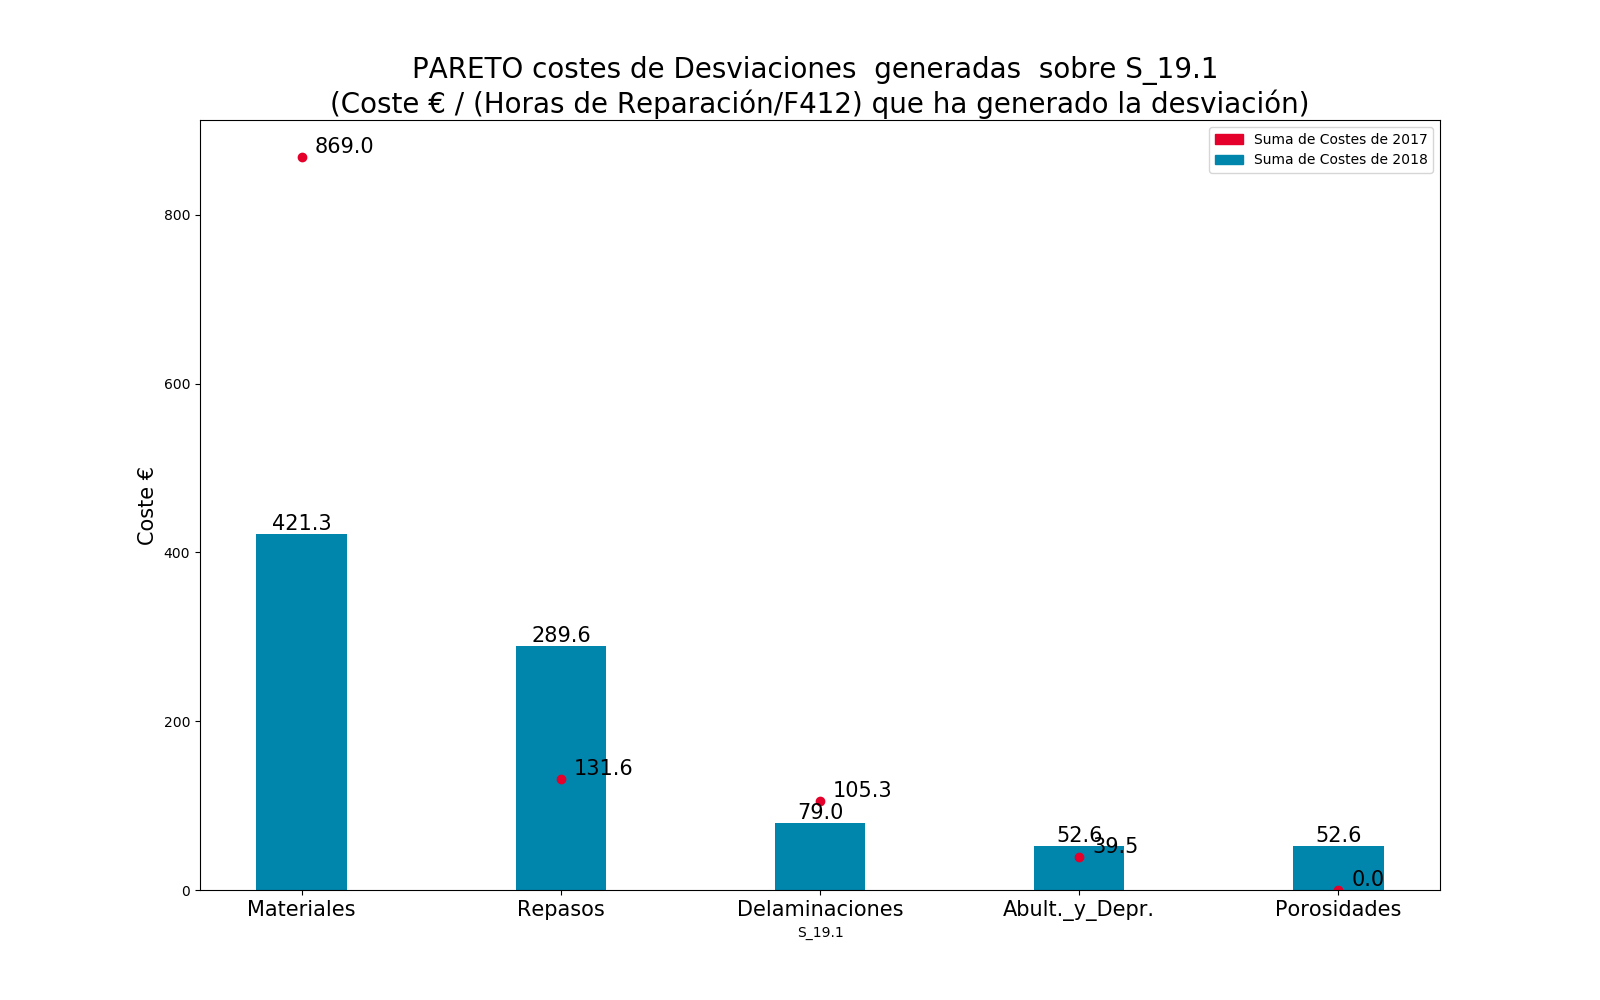 PARETO costes de Desviaciones  generadas  sobre S_19.1
(Coste € / (Horas de Reparación/F412) que ha generado la desviación)
Suma de Costes de 2017
Suma de Costes de 2018
Coste €
800
600
400
200
0
869.0
421.3
289.6
131.6
105.3
79.0
52.6
39.5
52.6
0.0
Materiales
Repasos
Delaminaciones
Abult._y_Depr.
Porosidades
S_19.1